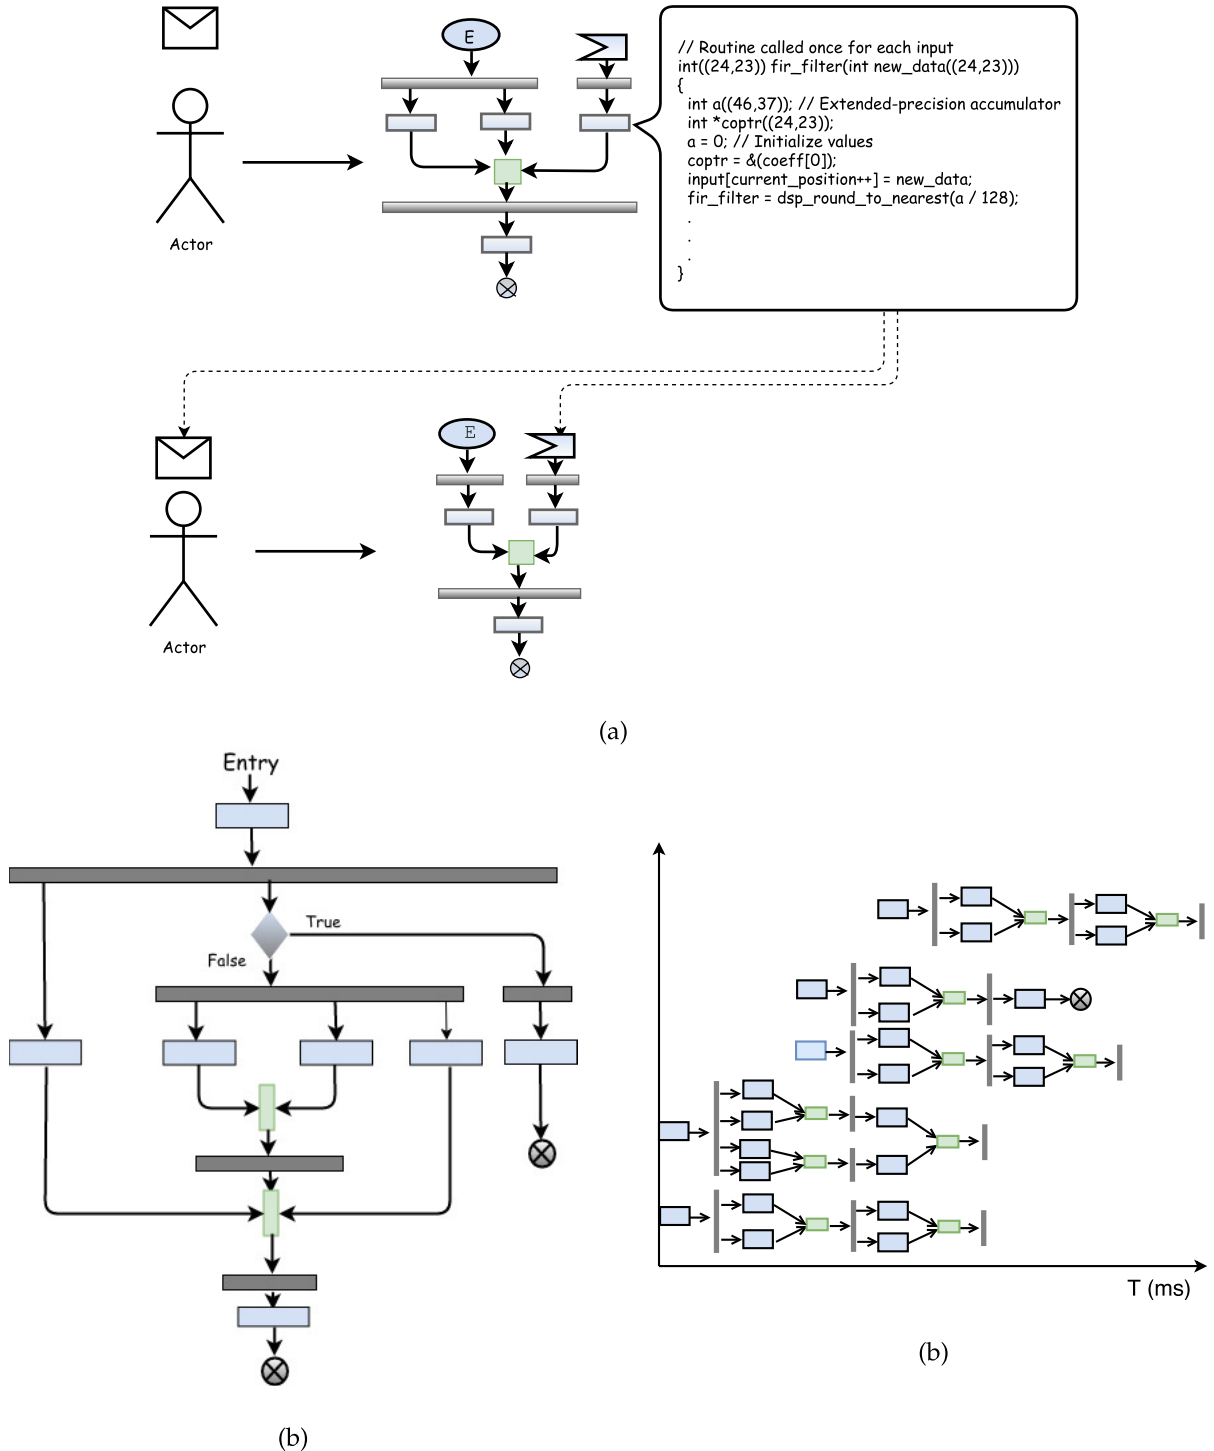 E
// Routine called once for each input
int((24,23)) fir_filter(int new_data((24,23)))
{
int a((46,37)); // Extended-precision accumulator
int *coptr((24,23));
a = 0; // Initialize values
coptr = &(coeff[0]);
input[current_position++] = new_data;
fir_filter = dsp_round_to_nearest(a / 128);
.
.
.
}
Actor
E
Actor
(a)
Entry
True
False
(b)
T (ms)
(b)